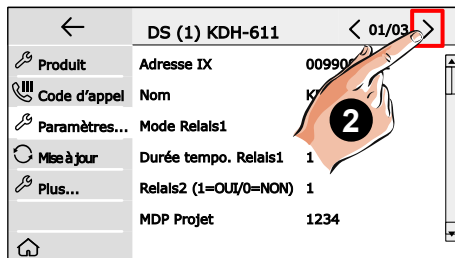 DS (1) KDH-611
01/03
Produit
Code d'appel
Paramètres...
Mise à jour
Plus...
Adresse IX
Nom
Mode Relais1
Durée tempo. Relais1 1
Relais2 (1=OUI/0=NON) 1
MDP Projet 1234
2